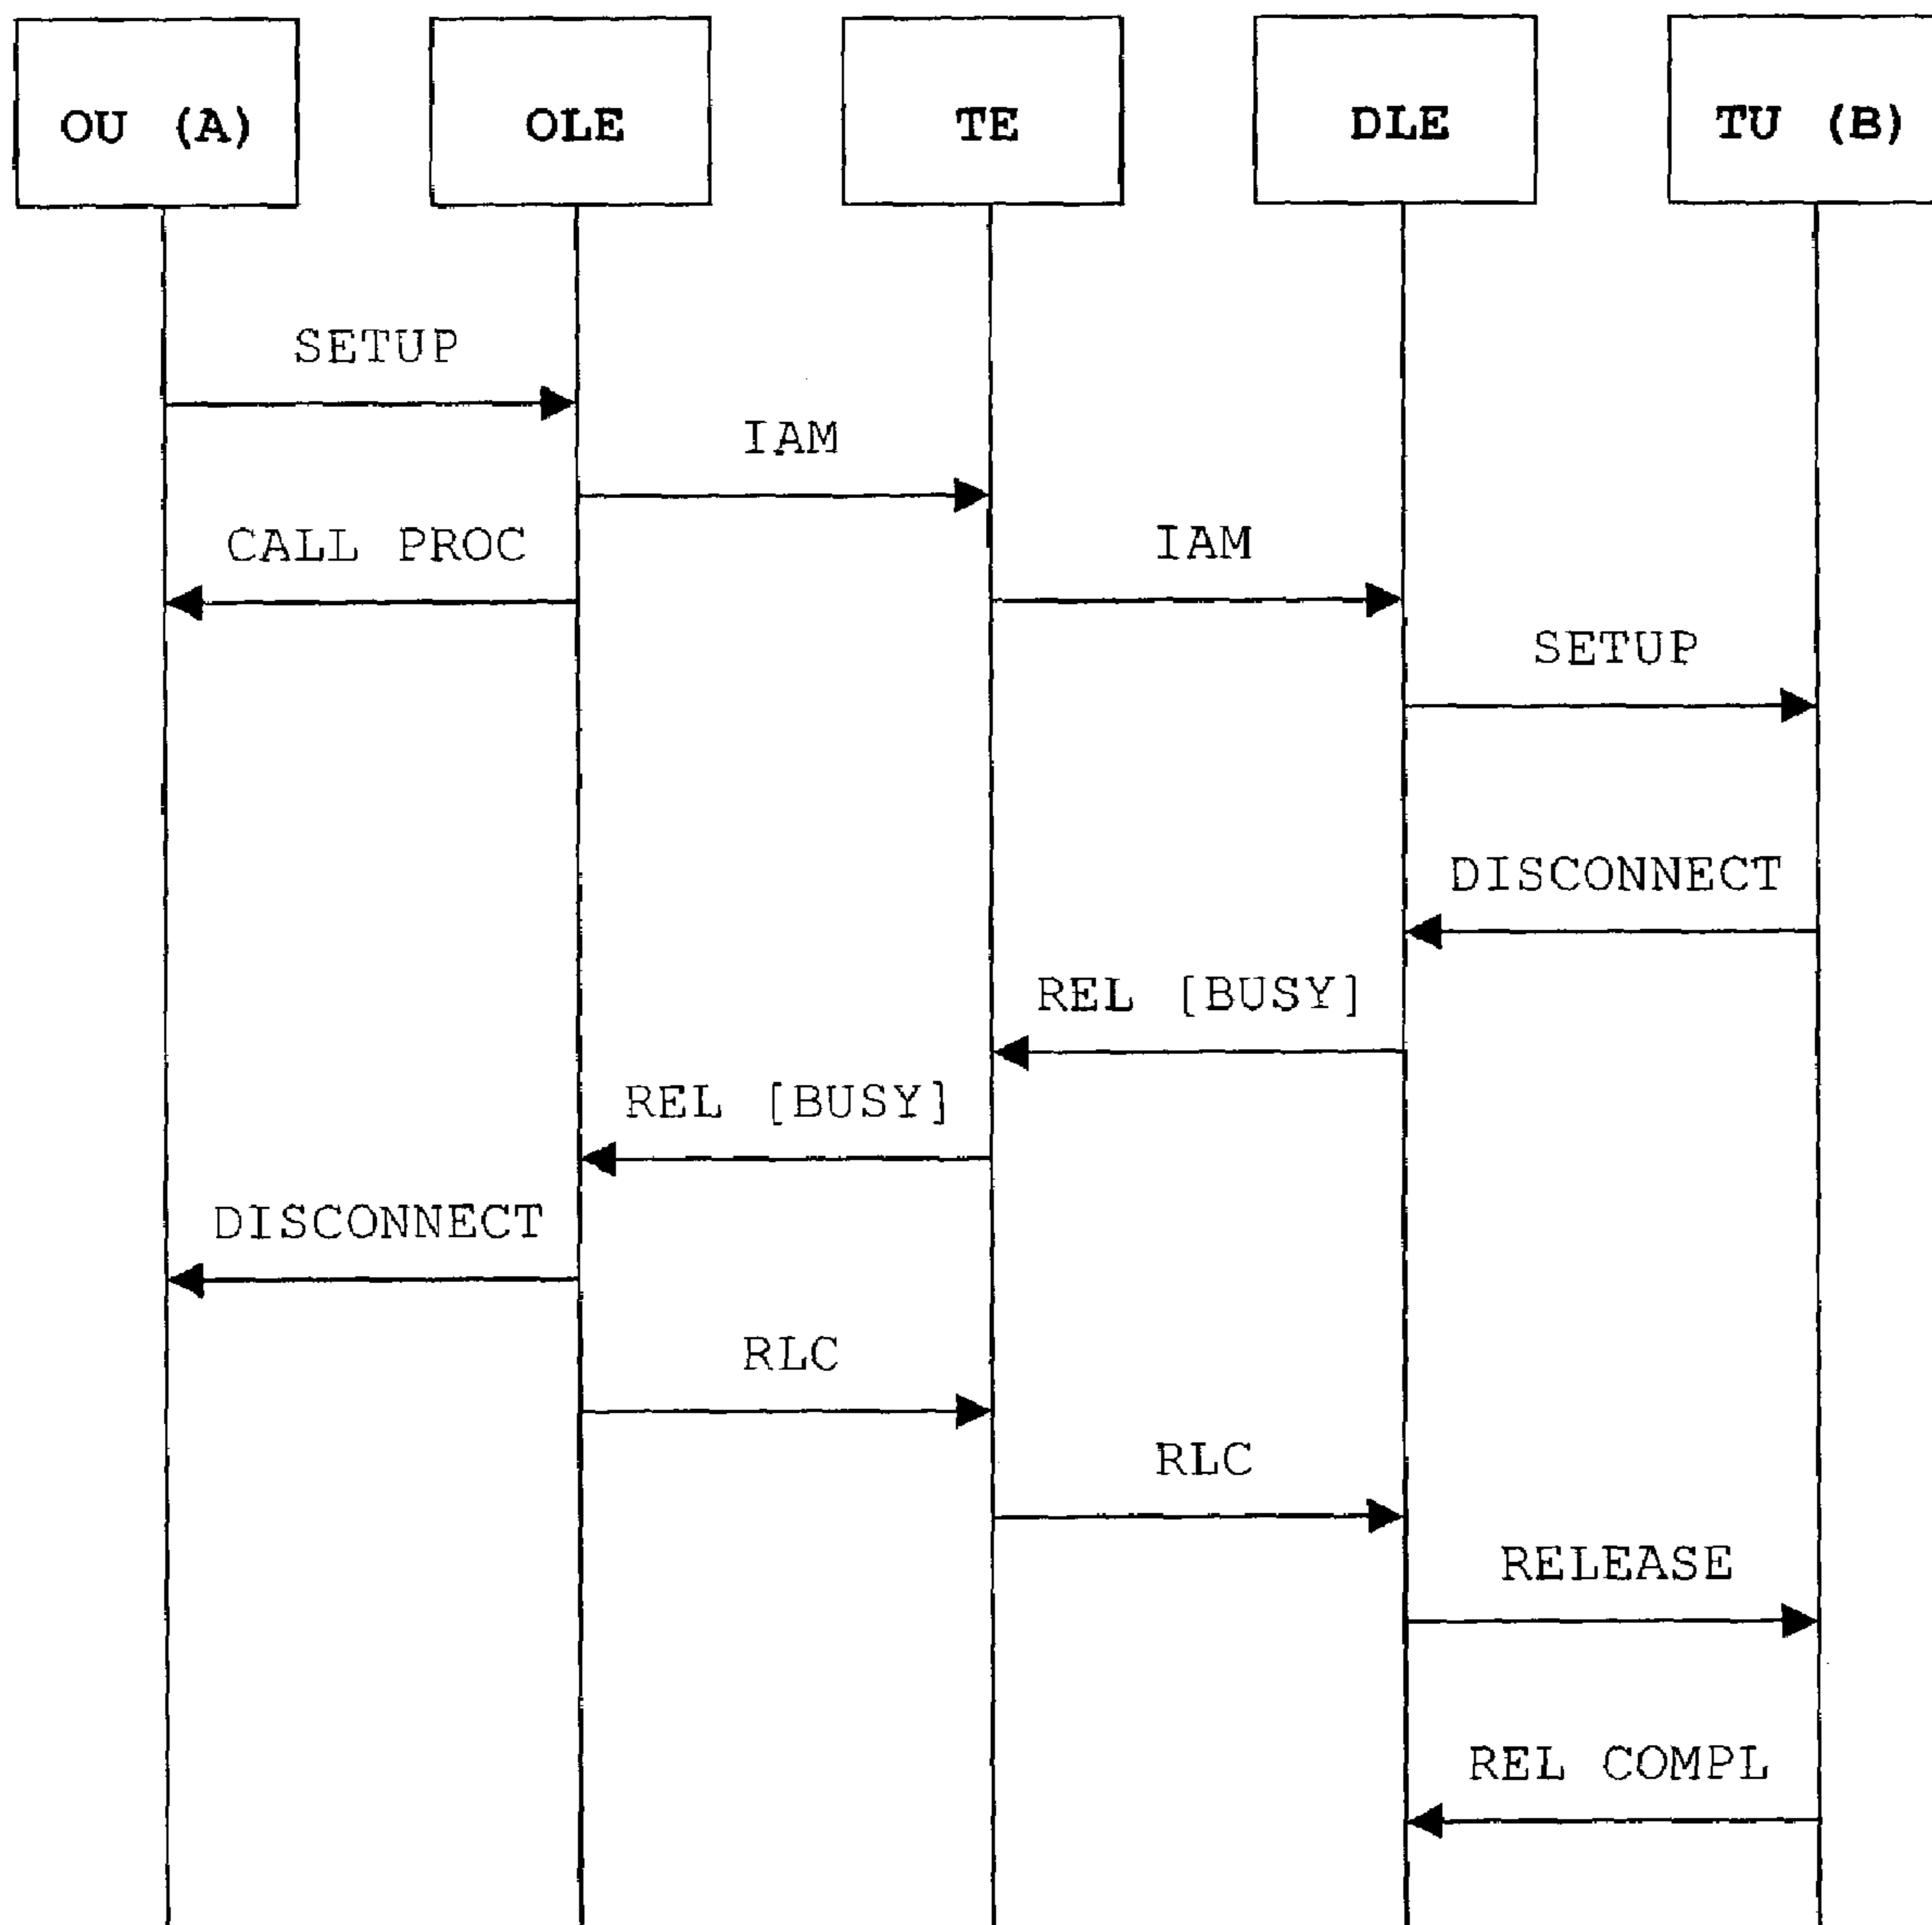 OU (A)
OLE
TE
DLE
TU (B)
SETUP
IAM
CALL PROC
IAM
SETUP
DISCONNECT
REL [BUSY]
REL [BUSY]
DISCONNECT
RLC
RLC
RELEASE
REL COMPL